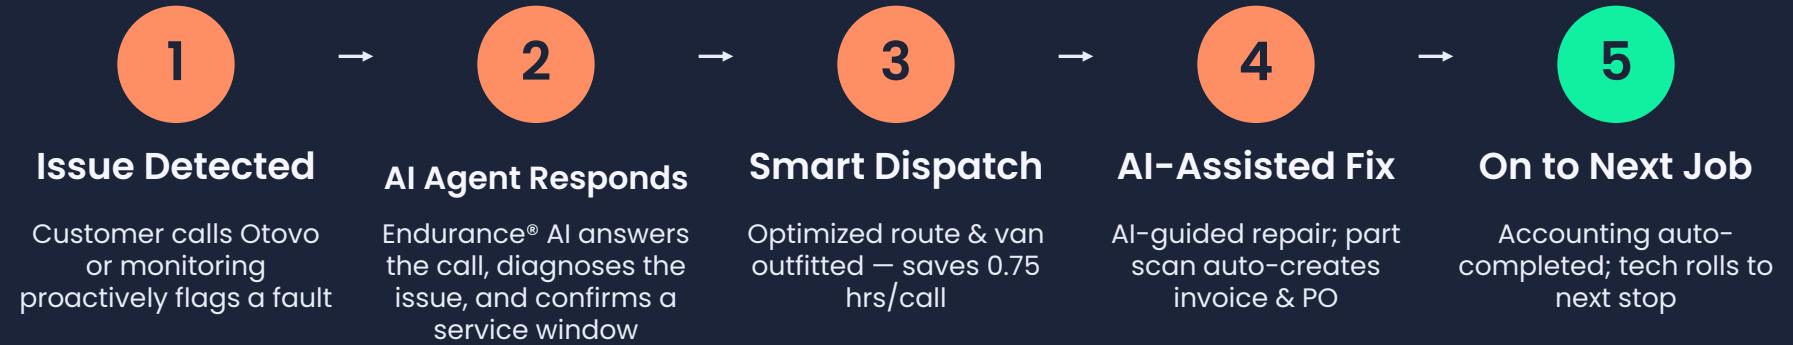 1
2
3
4
5
Issue Detected
Customer calls Otovo
or monitoring
proactively flags a fault
AI Agent Responds
Endurance® AI answers
the call, diagnoses the
issue, and confirms a
service window
Smart Dispatch
Optimized route & van
outfitted — saves 0.75
hrs/call
AI-Assisted Fix
AI-guided repair; part
scan auto-creates
invoice & PO
On to Next Job
Accounting auto-
completed; tech rolls to
next stop